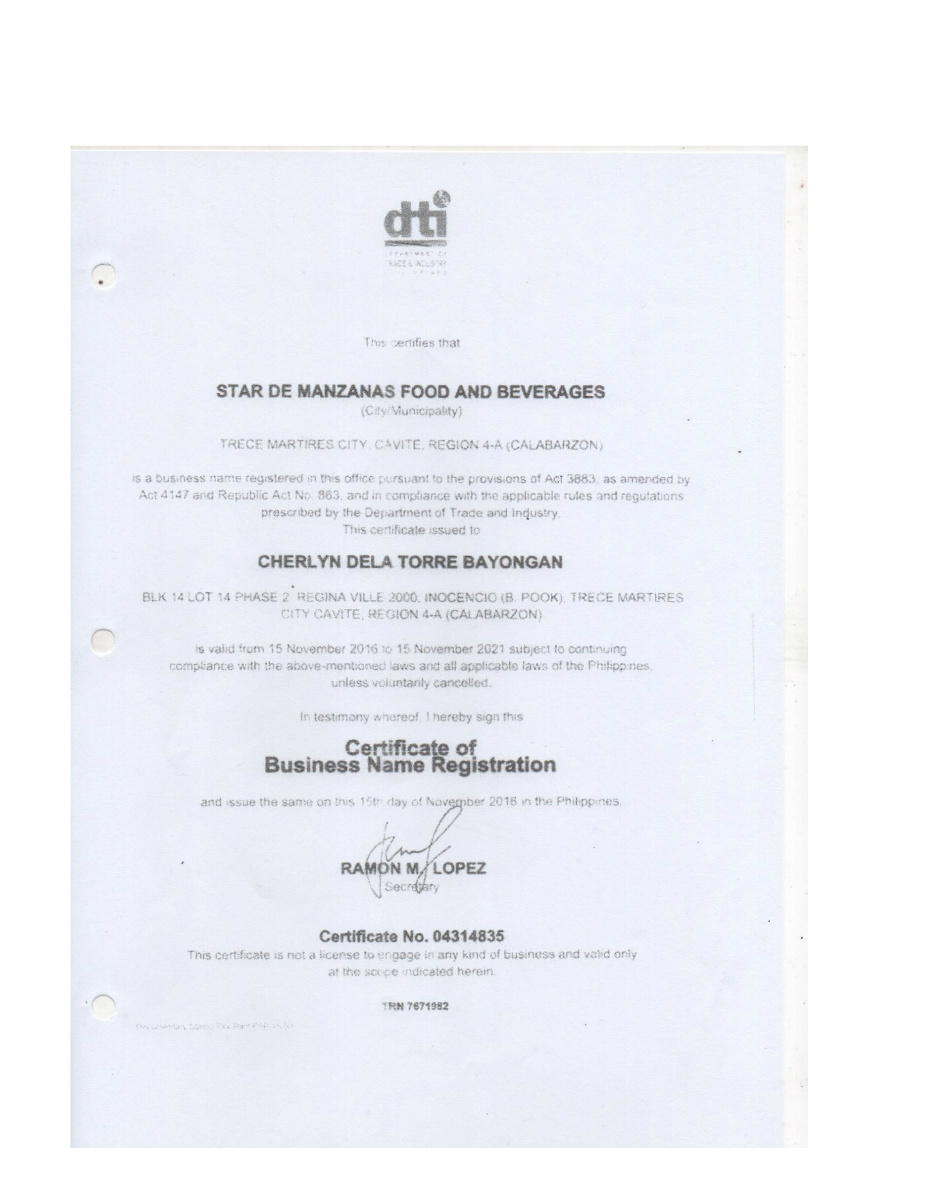 dti
DEPARTMENT OF
TRADE & INDUSTRY
This certifies that
STAR DE MANZANAS FOOD AND BEVERAGES
(City/Municipality)
TRECE MARTIRES CITY, CAVITE, REGION 4-A (CALABARZON)
is a business name registered in this office pursuant to the provisions of Act 3883, as amended by
Act 4147 and Republic Act No. 863, and in compliance with the applicable rules and regulations
prescribed by the Department of Trade and Industry.
This certificate issued to
CHERLYN DELA TORRE BAYONGAN
BLK 14 LOT 14 PHASE 2 REGINA VILLE 2000, INOCENCIO (B. POOK), TRECE MARTIRES
CITY CAVITE, REGION 4-A (CALABARZON)
is valid from 15 November 2016 to 15 November 2021 subject to continuing
compliance with the above-mentioned laws and all applicable laws of the Philippines,
unless voluntarily cancelled.
In testimony whereof, I hereby sign this
Certificate of
Business Name Registration
and issue the same on this 15th day of November 2016 in the Philippines.
RAMON M. LOPEZ
Secretary
Certificate No. 04314835
This certificate is not a license to engage in any kind of business and valid only
at the scope indicated herein.
TRN 7671982